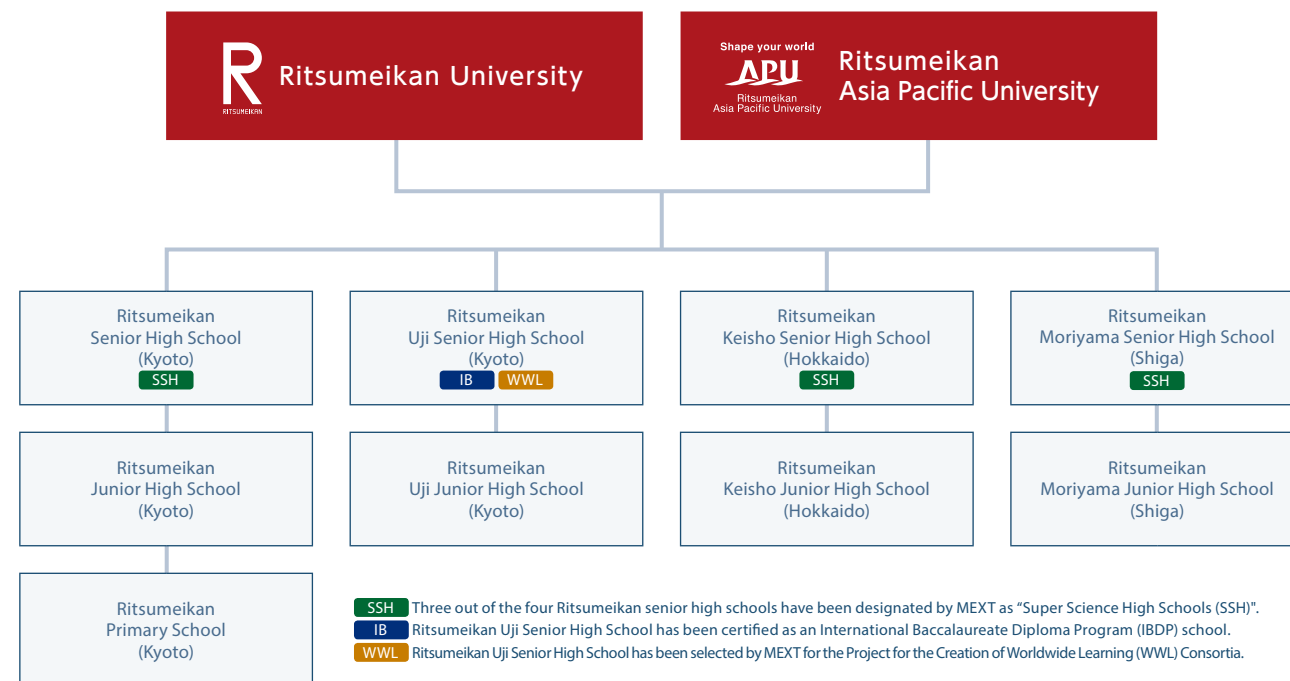 RITSUMEIKAN
Ritsumeikan University
Shape your world
APU
Ritsumeikan
Asia Pacific University
Ritsumeikan
Asia Pacific University
Ritsumeikan
Senior High School
(Kyoto)
SSH
Ritsumeikan
Uji Senior High School
(Kyoto)
IB WWL
Ritsumeikan
Keisho Senior High School
(Hokkaido)
SSH
Ritsumeikan
Moriyama Senior High School
(Shiga)
SSH
Ritsumeikan
Junior High School
(Kyoto)
Ritsumeikan
Uji Junior High School
(Kyoto)
Ritsumeikan
Keisho Junior High School
(Hokkaido)
Ritsumeikan
Moriyama Junior High School
(Shiga)
Ritsumeikan
Primary School
(Kyoto)
SSH Three out of the four Ritsumeikan senior high schools have been designated by MEXT as “Super Science High Schools (SSH)".
IB Ritsumeikan Uji Senior High School has been certified as an International Baccalaureate Diploma Program (IBDP) school.
WWL Ritsumeikan Uji Senior High School has been selected by MEXT for the Project for the Creation of Worldwide Learning (WWL) Consortia.